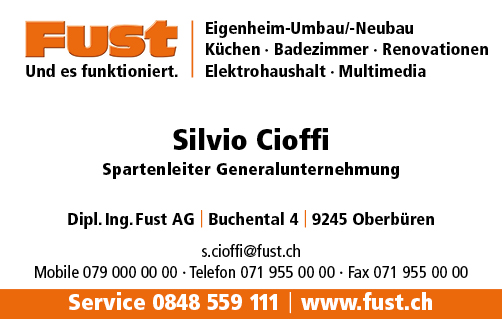 Fust
Und es funktioniert.
Eigenheim-Umbau/-Neubau
Küchen · Badezimmer · Renovationen
Elektrohaushalt · Multimedia
Silvio Cioffi
Spartenleiter Generalunternehmung
Dipl. Ing. Fust AG | Buchental 4 | 9245 Oberbüren
s.cioffi@fust.ch
Mobile 079 000 00 00 · Telefon 071 955 00 00 · Fax 071 955 00 00
Service 0848 559 111 | www.fust.ch